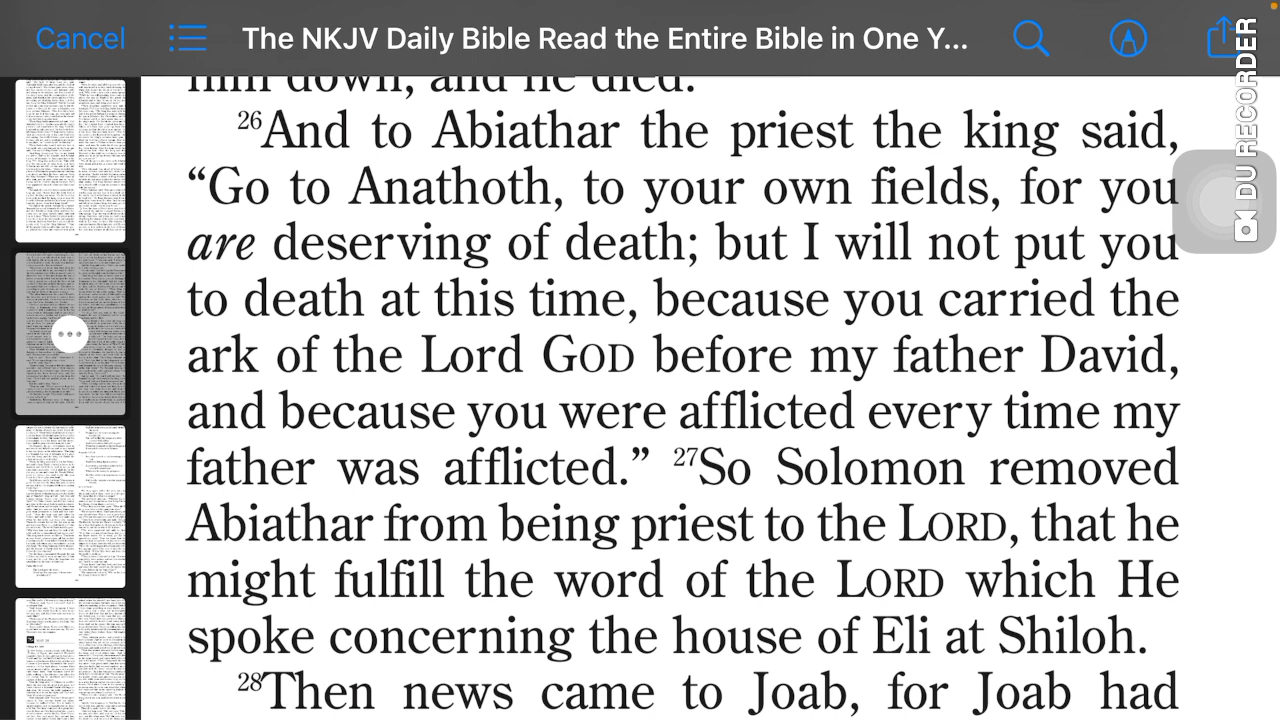 Cancel
The NKJV Daily Bible Read the Entire Bible in One Y...
him down, and he died.
26And to Abiathar the priest the king said,
“Go to Anathoth, to your own fields, for you
are deserving of death; but I will not put you
to death at this time, because you carried the
ark of the Lord GOD before my father David,
and because you were afflicted every time my
father was afflicted.” 27So Solomon removed
Abiathar from being priest to the LORD, that he
might fulfill the word of the LORD which He
spoke concerning the house of Eli at Shiloh.
28Then news came to Joab, for Joab had
DU RECORDER